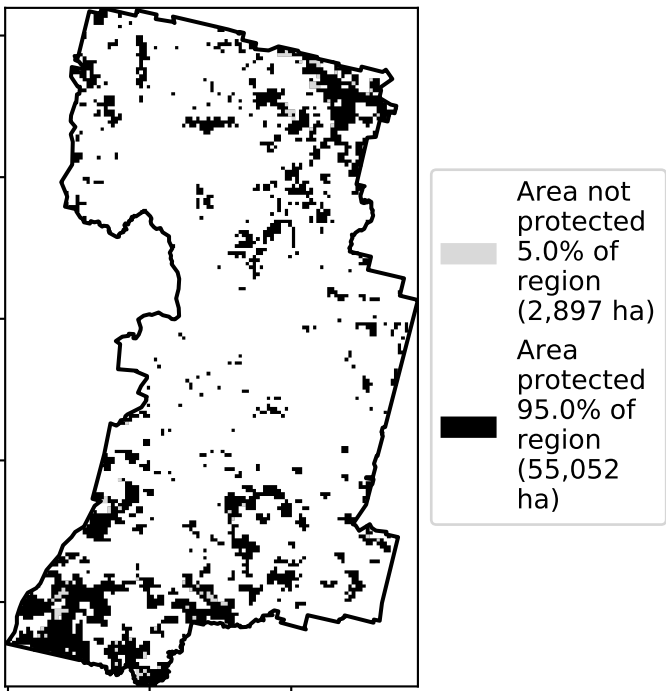 Area not
protected
5.0% of
region
(2,897 ha)
Area
protected
95.0% of
region
(55,052
ha)